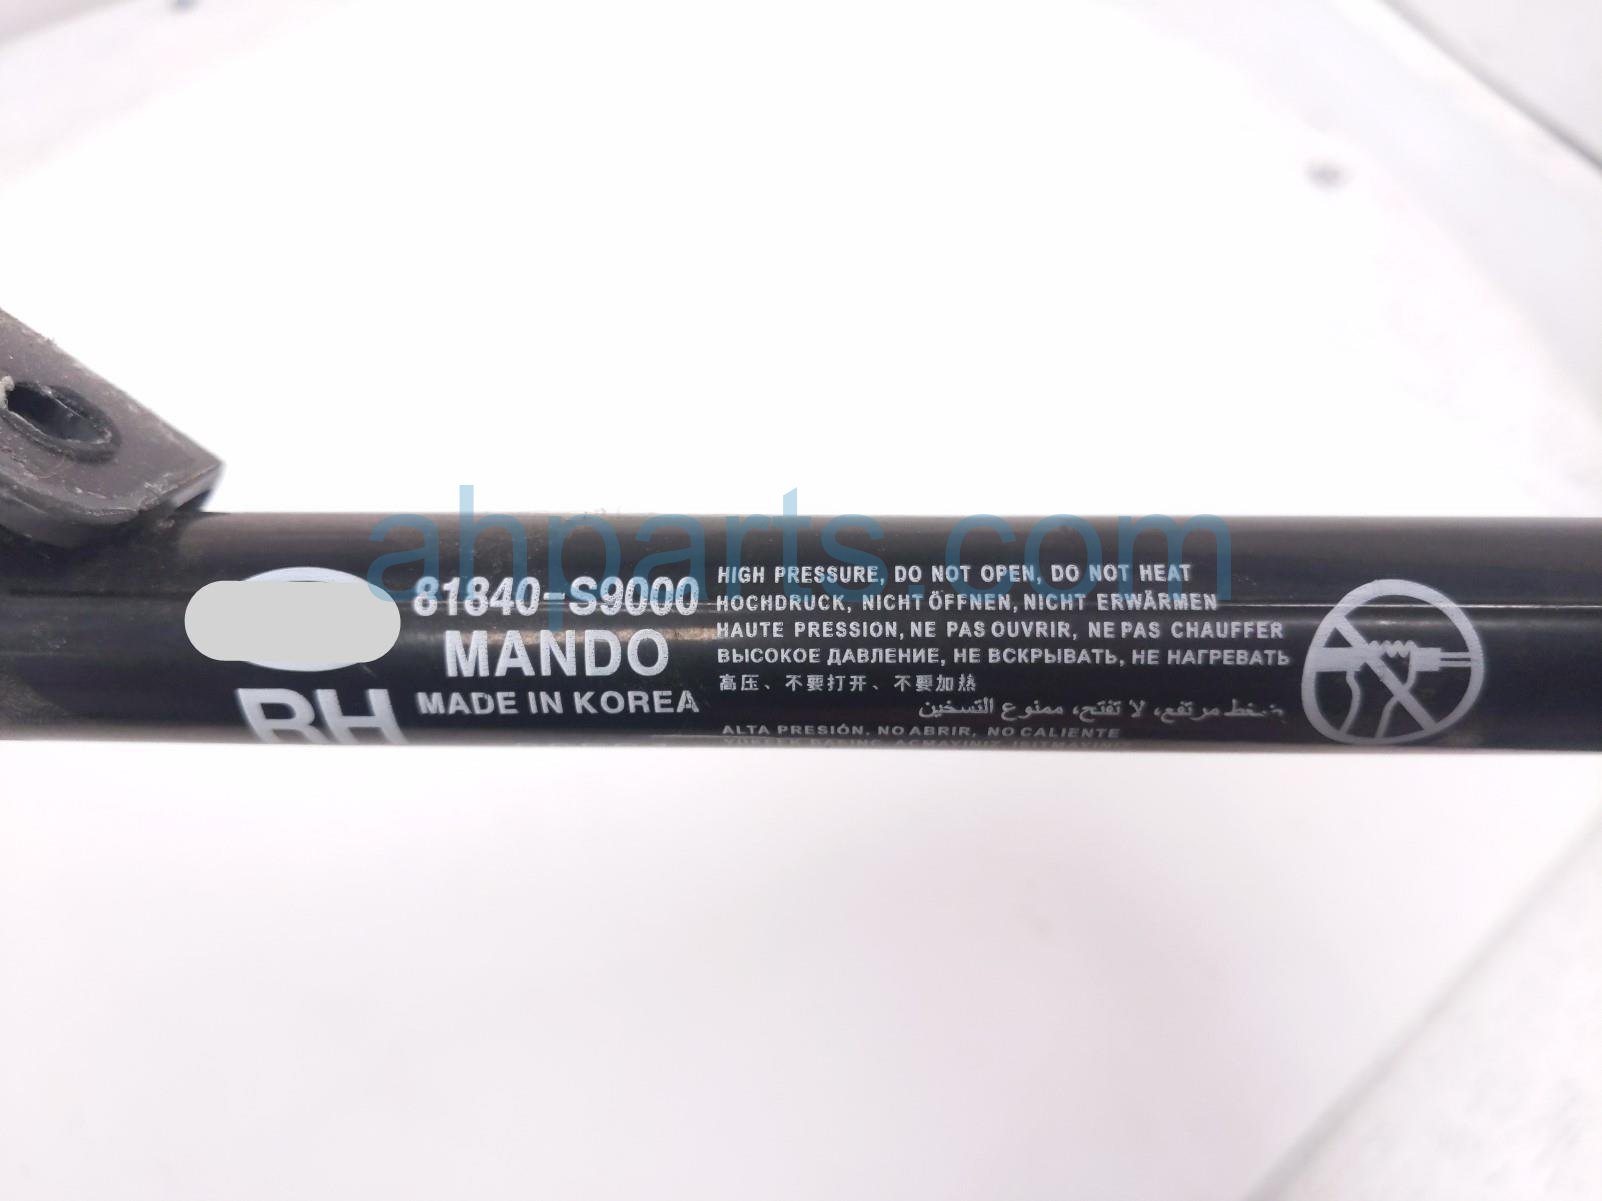 ahparts.com
81840-S9000
MANDO
MADE IN KOREA
RH
HIGH PRESSURE, DO NOT OPEN, DO NOT HEAT
HOCHDRUCK, NICHT ÖFFNEN, NICHT ERWÄRMEN
HAUTE PRESSION, NE PAS OUVRIR, NE PAS CHAUFFER
ВЫСОКОЕ ДАВЛЕНИЕ, НЕ ВСКРЫВАТЬ, НЕ НАГРЕВАТЬ
高压、不要打开、不要加热
ضغط مرتفع، لا تفتح، ممنوع التسخين
ALTA PRESIÓN, NO ABRIR, NO CALIENTE